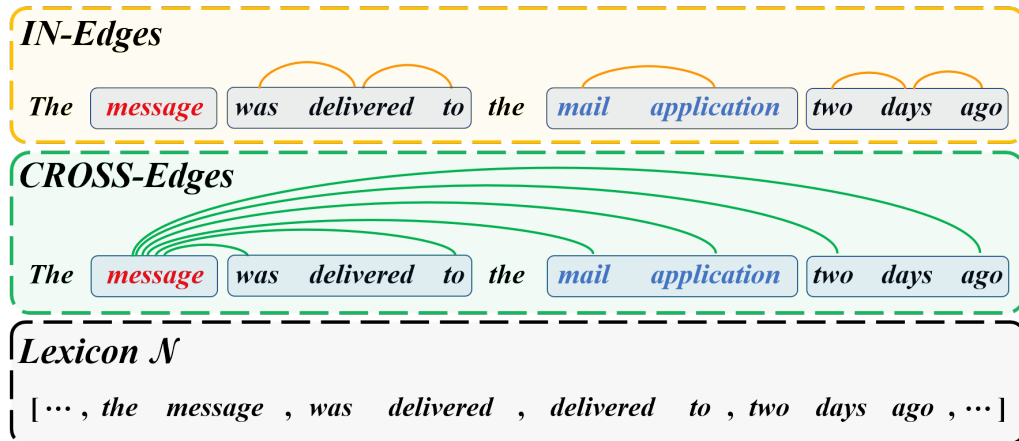 IN-Edges
The message was delivered to the mail application two days ago
CROSS-Edges
The message was delivered to the mail application two days ago
Lexicon 𝒩
[ ⋯ , the message , was delivered , delivered to , two days ago , ⋯ ]